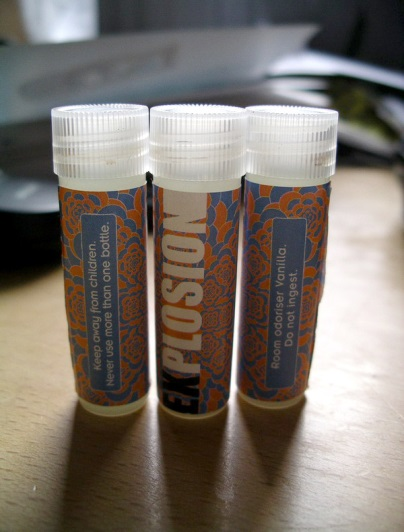 Keep away from children.
Never use more than one bottle.
EXPLOSION
Room odoriser Vanilla.
Do not ingest.